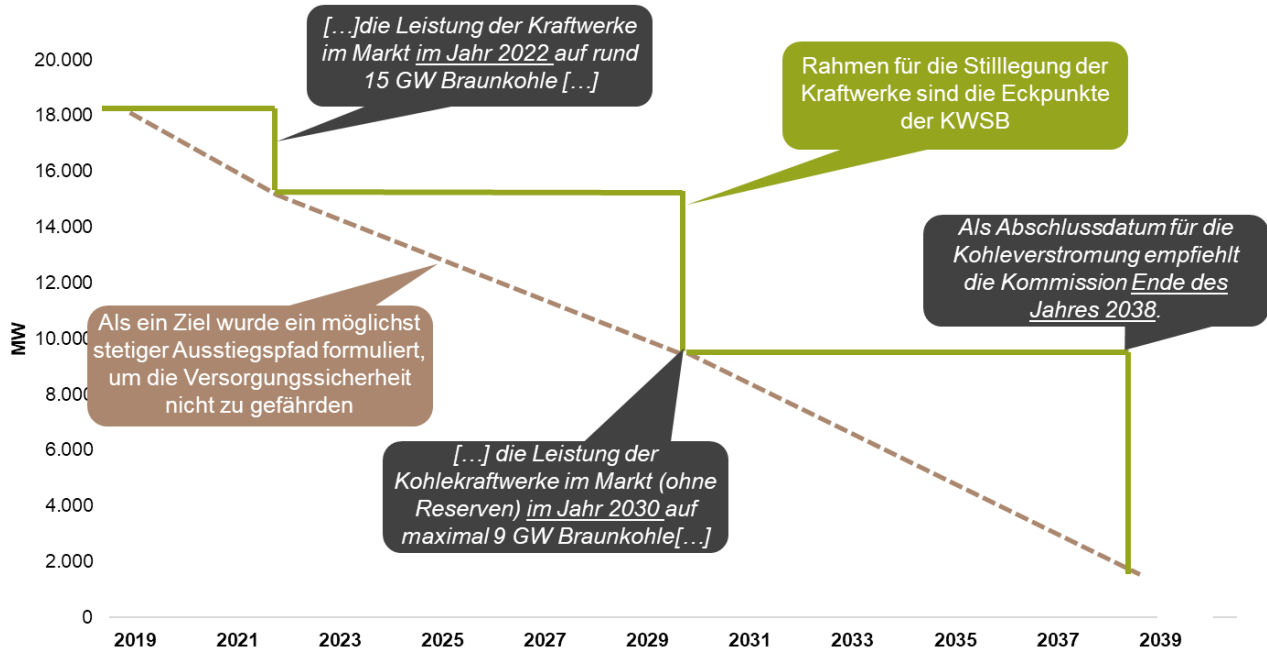 […]die Leistung der Kraftwerke
im Markt im Jahr 2022 auf rund
15 GW Braunkohle […]
Rahmen für die Stilllegung der
Kraftwerke sind die Eckpunkte
der KWSB
Als Abschlussdatum für die
Kohleverstromung empfiehlt
die Kommission Ende des
Jahres 2038.
Als ein Ziel wurde ein möglichst
stetiger Ausstiegspfad formuliert,
um die Versorgungssicherheit
nicht zu gefährden
[…] die Leistung der
Kohlekraftwerke im Markt (ohne
Reserven) im Jahr 2030 auf
maximal 9 GW Braunkohle[…]
MW
20.000
18.000
16.000
14.000
12.000
10.000
8.000
6.000
4.000
2.000
0
2019 2021 2023 2025 2027 2029 2031 2033 2035 2037 2039